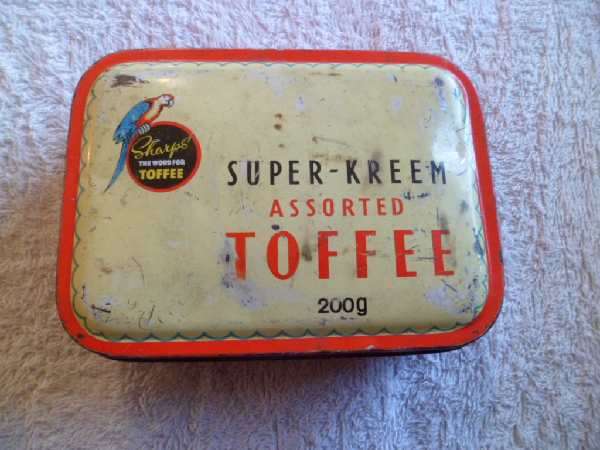 Sharps'
THE WORD FOR
TOFFEE
SUPER-KREEM
ASSORTED
TOFFEE
200g